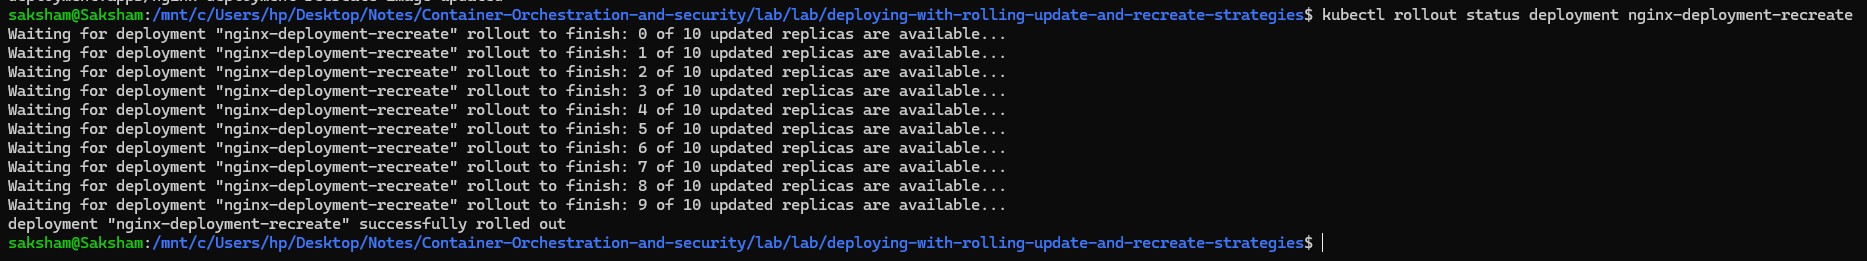 deployment.apps/nginx-deployment-recreate image updated
saksham@Saksham:/mnt/c/Users/hp/Desktop/Notes/Container-Orchestration-and-security/lab/lab/deploying-with-rolling-update-and-recreate-strategies$ kubectl rollout status deployment nginx-deployment-recreate
Waiting for deployment "nginx-deployment-recreate" rollout to finish: 0 of 10 updated replicas are available...
Waiting for deployment "nginx-deployment-recreate" rollout to finish: 1 of 10 updated replicas are available...
Waiting for deployment "nginx-deployment-recreate" rollout to finish: 2 of 10 updated replicas are available...
Waiting for deployment "nginx-deployment-recreate" rollout to finish: 3 of 10 updated replicas are available...
Waiting for deployment "nginx-deployment-recreate" rollout to finish: 4 of 10 updated replicas are available...
Waiting for deployment "nginx-deployment-recreate" rollout to finish: 5 of 10 updated replicas are available...
Waiting for deployment "nginx-deployment-recreate" rollout to finish: 6 of 10 updated replicas are available...
Waiting for deployment "nginx-deployment-recreate" rollout to finish: 7 of 10 updated replicas are available...
Waiting for deployment "nginx-deployment-recreate" rollout to finish: 8 of 10 updated replicas are available...
Waiting for deployment "nginx-deployment-recreate" rollout to finish: 9 of 10 updated replicas are available...
deployment "nginx-deployment-recreate" successfully rolled out
saksham@Saksham:/mnt/c/Users/hp/Desktop/Notes/Container-Orchestration-and-security/lab/lab/deploying-with-rolling-update-and-recreate-strategies$